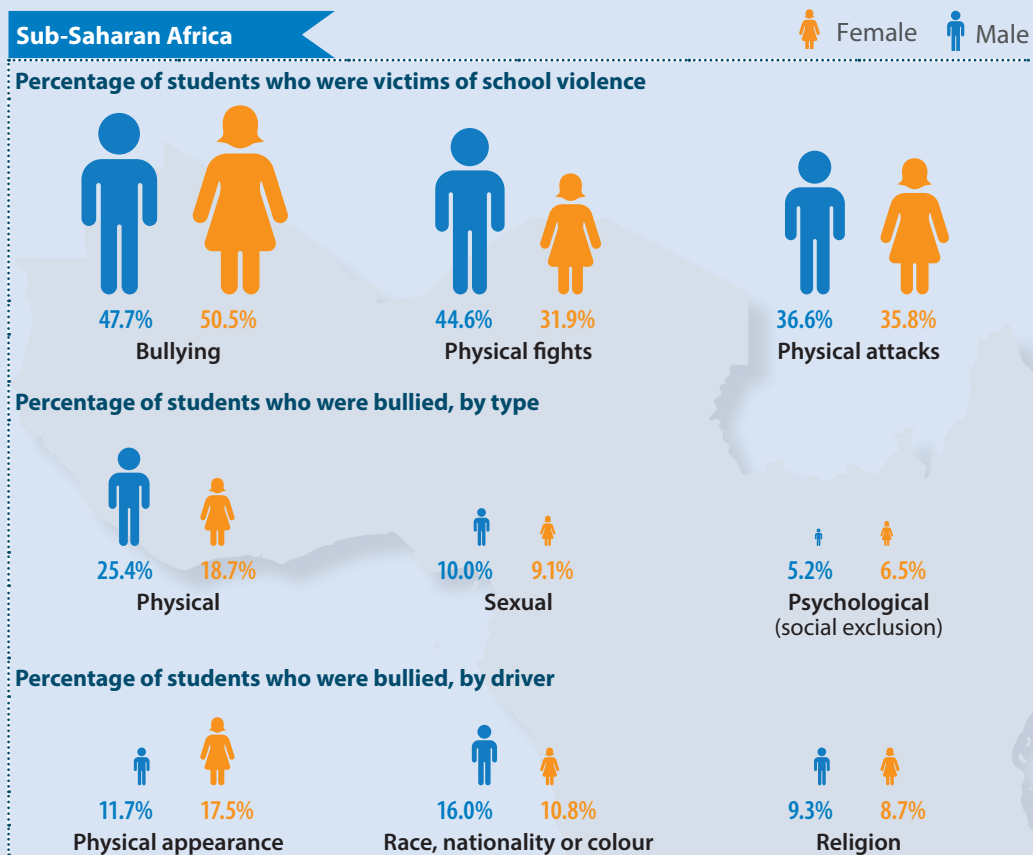 Sub-Saharan Africa
Female Male
Percentage of students who were victims of school violence
47.7% 50.5%
Bullying
44.6% 31.9%
Physical fights
36.6% 35.8%
Physical attacks
Percentage of students who were bullied, by type
25.4% 18.7%
Physical
10.0% 9.1%
Sexual
5.2% 6.5%
Psychological
(social exclusion)
Percentage of students who were bullied, by driver
11.7% 17.5%
Physical appearance
16.0% 10.8%
Race, nationality or colour
9.3% 8.7%
Religion